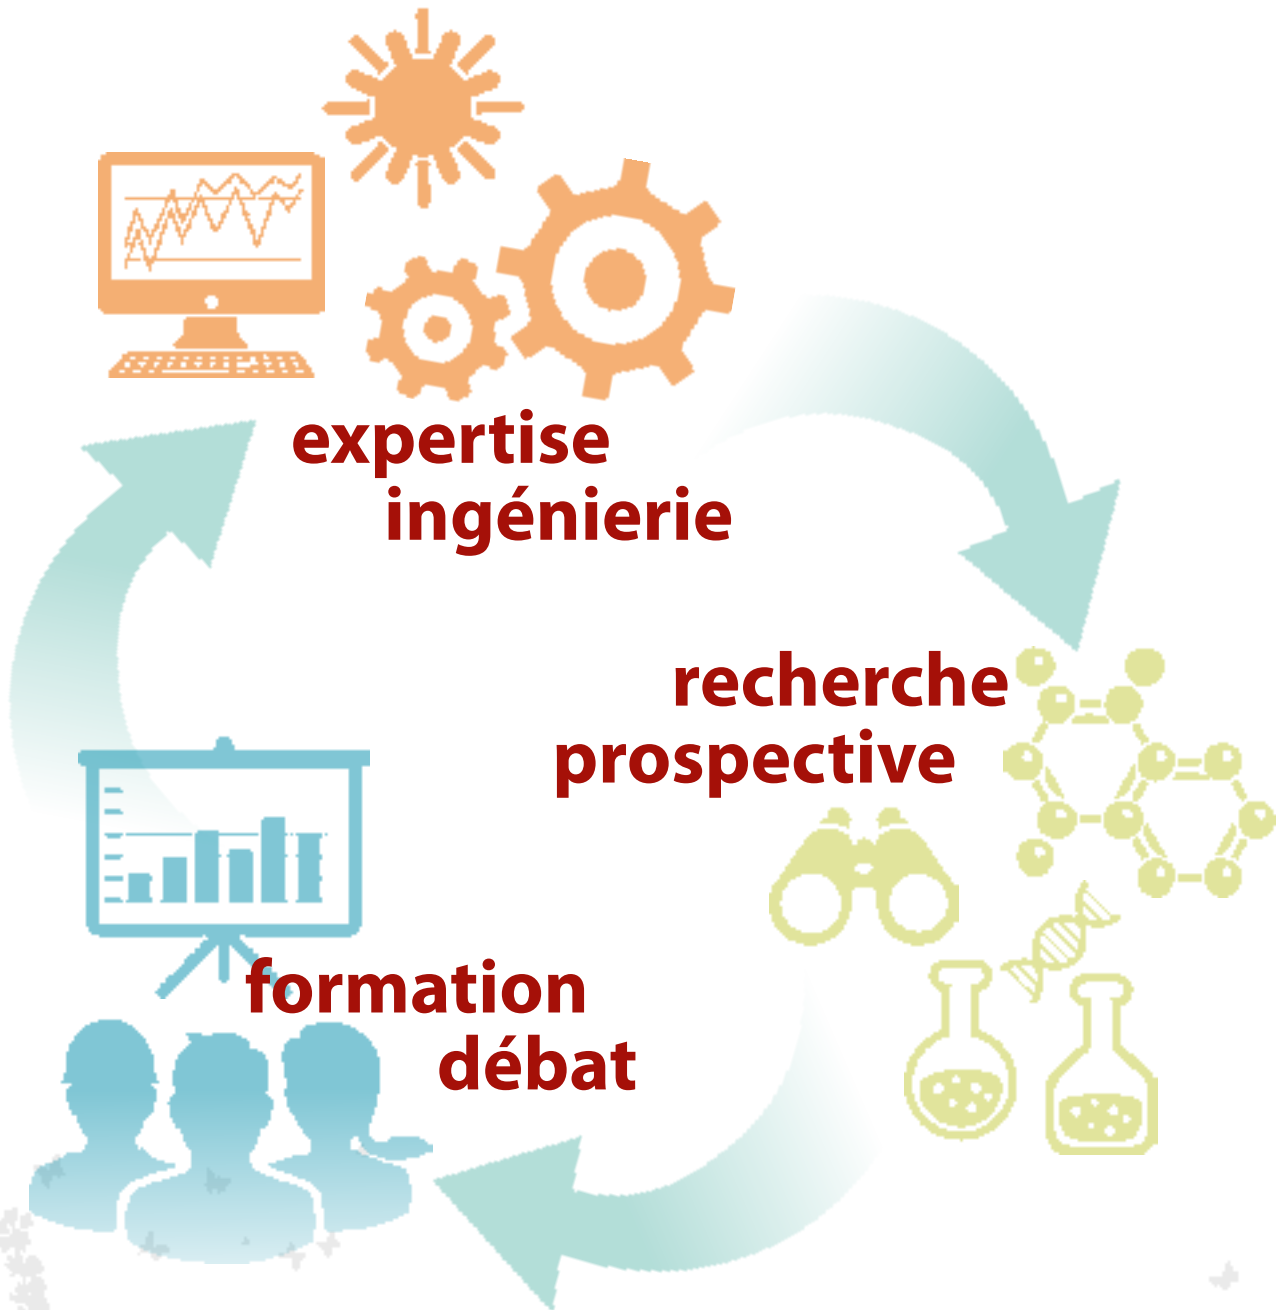 expertise
ingénierie
recherche
prospective
formation
débat